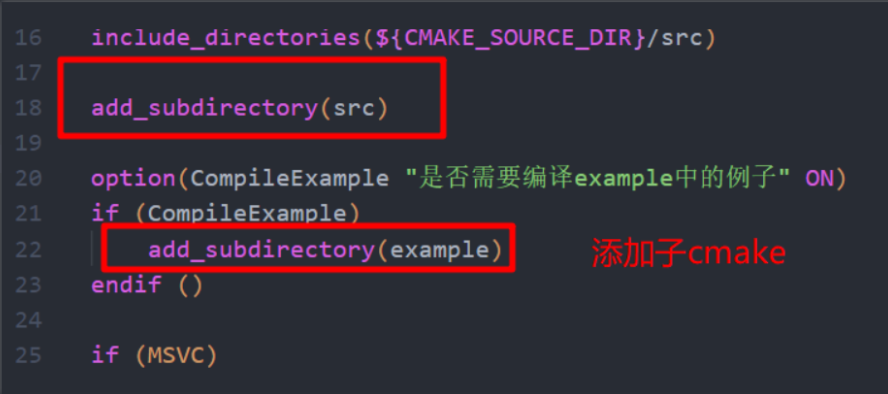 16 include_directories(${CMAKE_SOURCE_DIR}/src)
17
18 add_subdirectory(src)
19
20 option(CompileExample "是否需要编译example中的例子" ON)
21 if (CompileExample)
22 add_subdirectory(example) 添加子cmake
23 endif ()
24
25 if (MSVC)